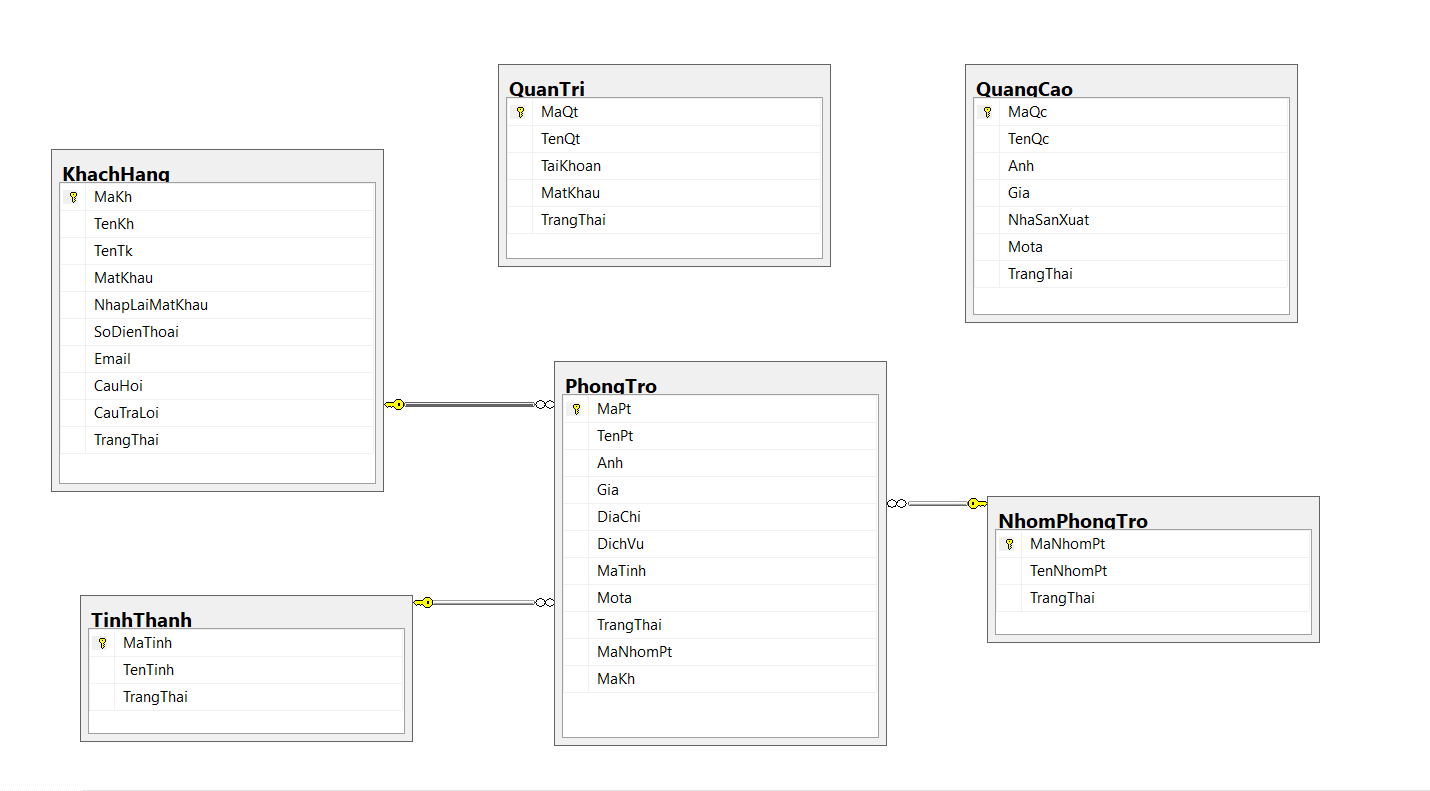 QuanTri
MaQt
TenQt
TaiKhoan
MatKhau
TrangThai
QuangCao
MaQc
TenQc
Anh
Gia
NhaSanXuat
Mota
TrangThai
KhachHang
MaKh
TenKh
TenTk
MatKhau
NhapLaiMatKhau
SoDienThoai
Email
CauHoi
CauTraLoi
TrangThai
PhongTro
MaPt
TenPt
Anh
Gia
DiaChi
DichVu
MaTinh
Mota
TrangThai
MaNhomPt
MaKh
NhomPhongTro
MaNhomPt
TenNhomPt
TrangThai
TinhThanh
MaTinh
TenTinh
TrangThai